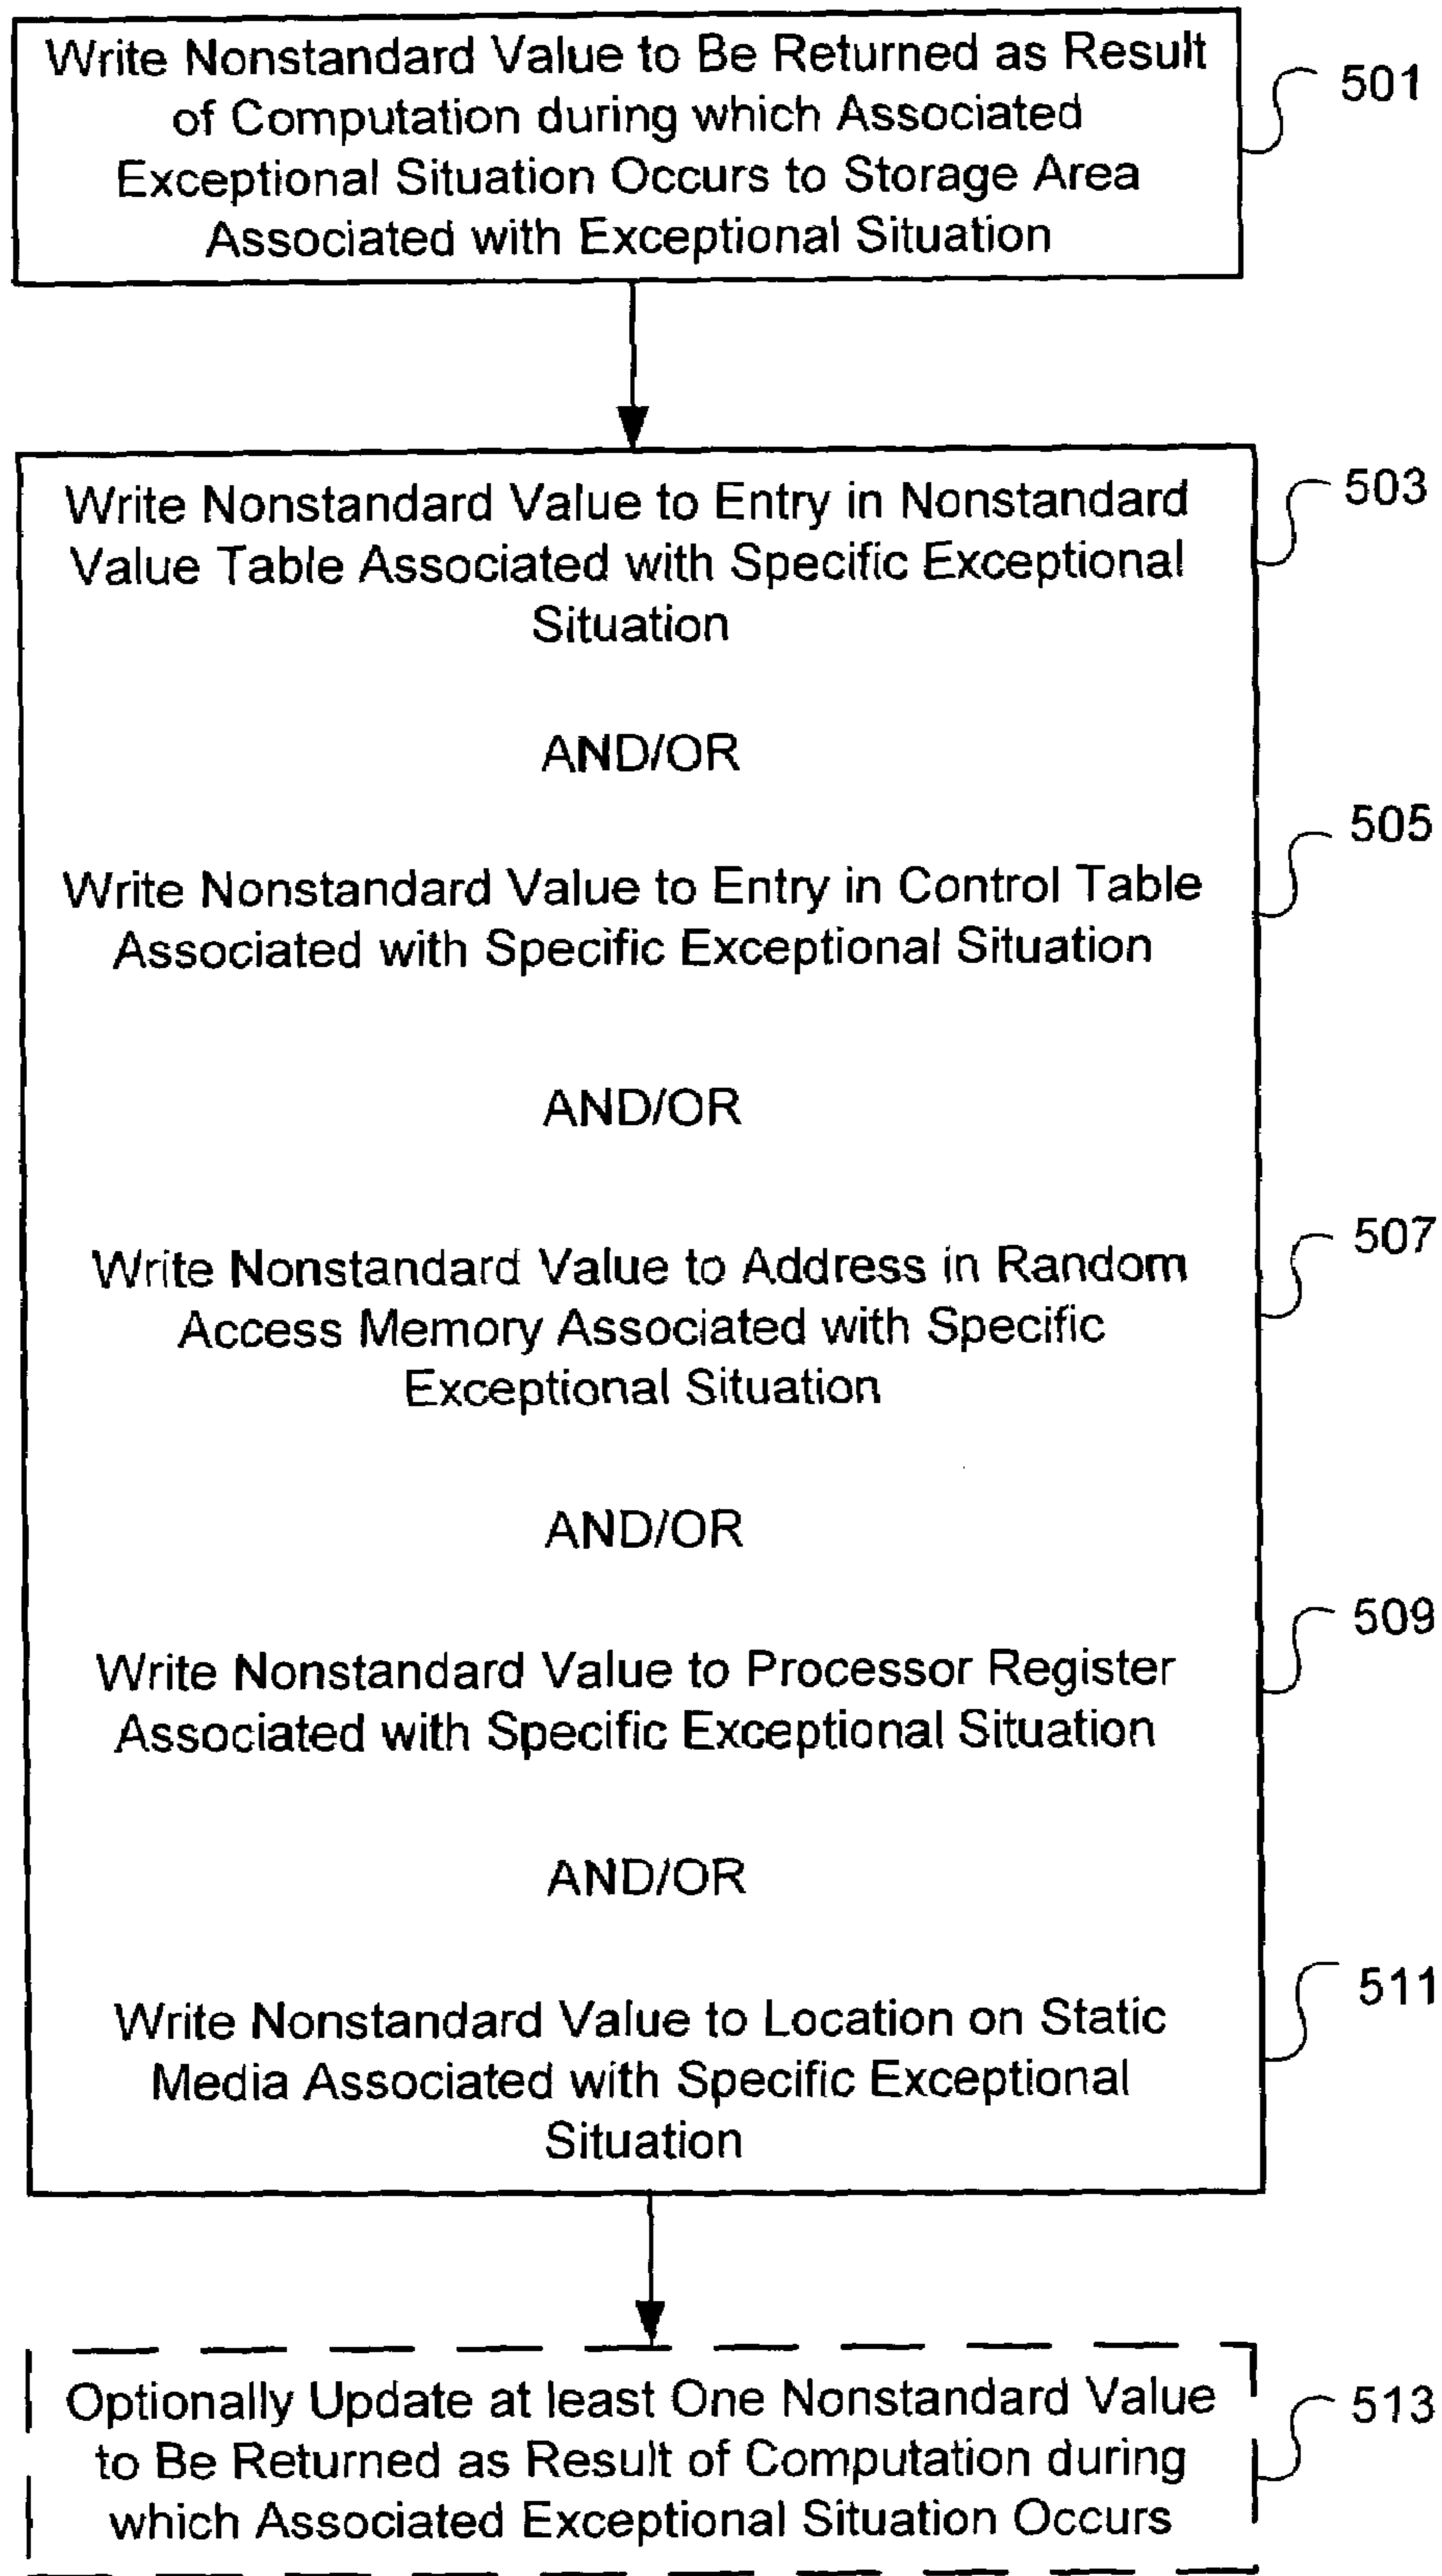 Write Nonstandard Value to Be Returned as Result
of Computation during which Associated
Exceptional Situation Occurs to Storage Area
Associated with Exceptional Situation
501
Write Nonstandard Value to Entry in Nonstandard
Value Table Associated with Specific Exceptional
Situation
503
AND/OR
505
Write Nonstandard Value to Entry in Control Table
Associated with Specific Exceptional Situation
AND/OR
507
Write Nonstandard Value to Address in Random
Access Memory Associated with Specific
Exceptional Situation
AND/OR
509
Write Nonstandard Value to Processor Register
Associated with Specific Exceptional Situation
AND/OR
511
Write Nonstandard Value to Location on Static
Media Associated with Specific Exceptional
Situation
Optionally Update at least One Nonstandard Value
to Be Returned as Result of Computation during
which Associated Exceptional Situation Occurs
513